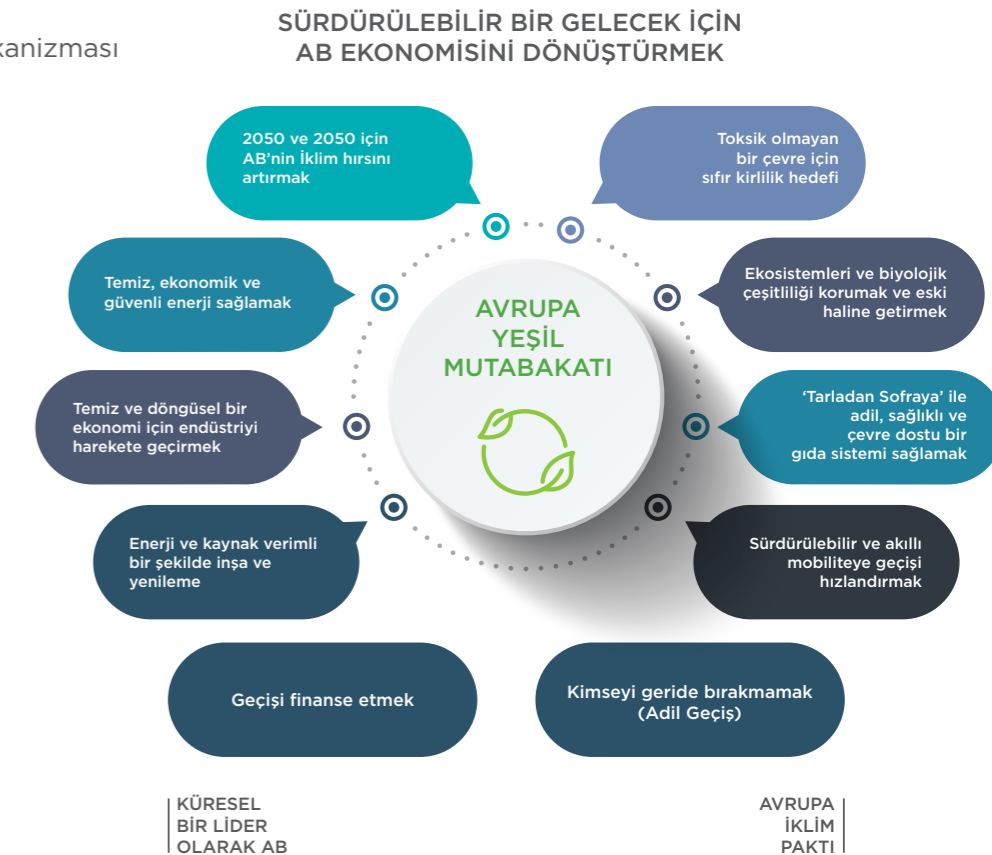 SÜRDÜRÜLEBİLİR BİR GELECEK İÇİN
AB EKONOMİSİNİ DÖNÜŞTÜRMEK
2050 ve 2050 için
AB'nin İklim hırsını
artırmak
Toksik olmayan
bir çevre için
sıfır kirlilik hedefi
Temiz, ekonomik ve
güvenli enerji sağlamak
Ekosistemleri ve biyolojik
çeşitliliği korumak ve eski
haline getirmek
AVRUPA
YEŞİL
MUTABAKATI
Temiz ve döngüsel bir
ekonomi için endüstriyi
harekete geçirmek
‘Tarladan Sofraya’ ile
adil, sağlıklı ve
çevre dostu bir
gıda sistemi sağlamak
Enerji ve kaynak verimli
bir şekilde inşa ve
yenileme
Sürdürülebilir ve akıllı
mobiliteye geçişi
hızlandırmak
Geçişi finanse etmek
Kimseyi geride bırakmamak
(Adil Geçiş)
KÜRESEL
BİR LİDER
OLARAK AB
AVRUPA
İKLİM
PAKTI